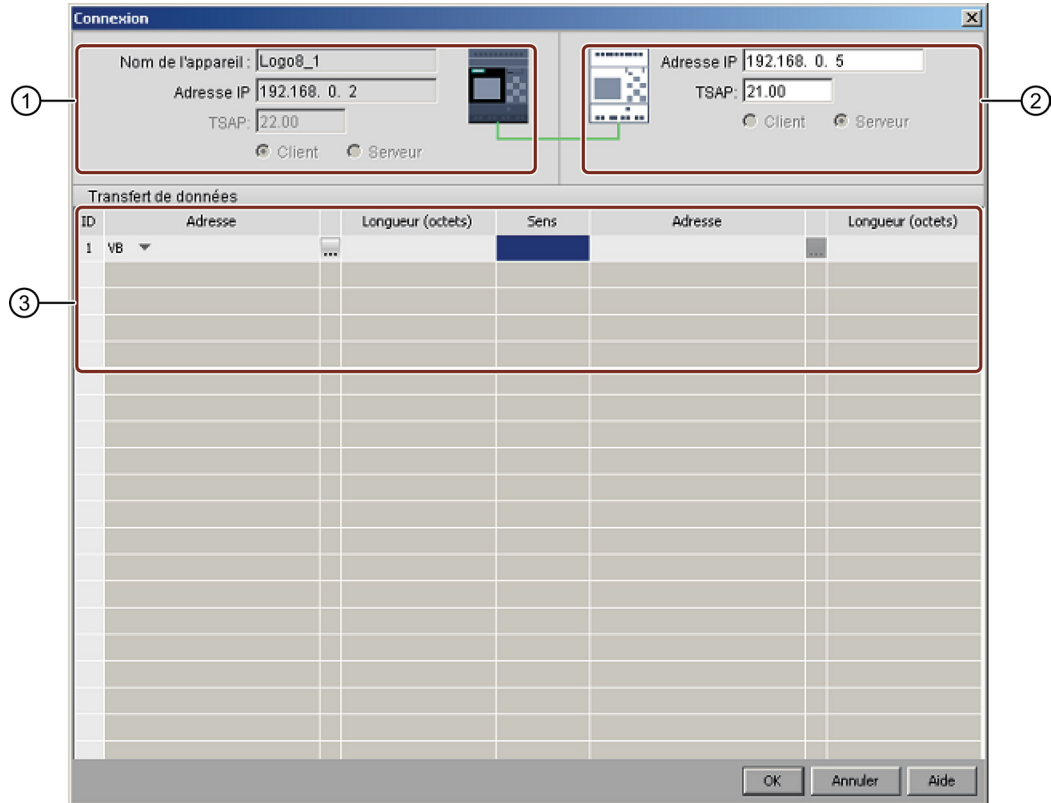 Connexion
Nom de l'appareil : Logo8_1
Adresse IP 192.168. 0. 2
TSAP: 22.00
Client Serveur
Adresse IP 192.168. 0. 5
TSAP: 21.00
Client Serveur
1
2
Transfert de données
ID Adresse Longueur (octets) Sens Adresse Longueur (octets)
1 VB ... ...
3
OK Annuler Aide